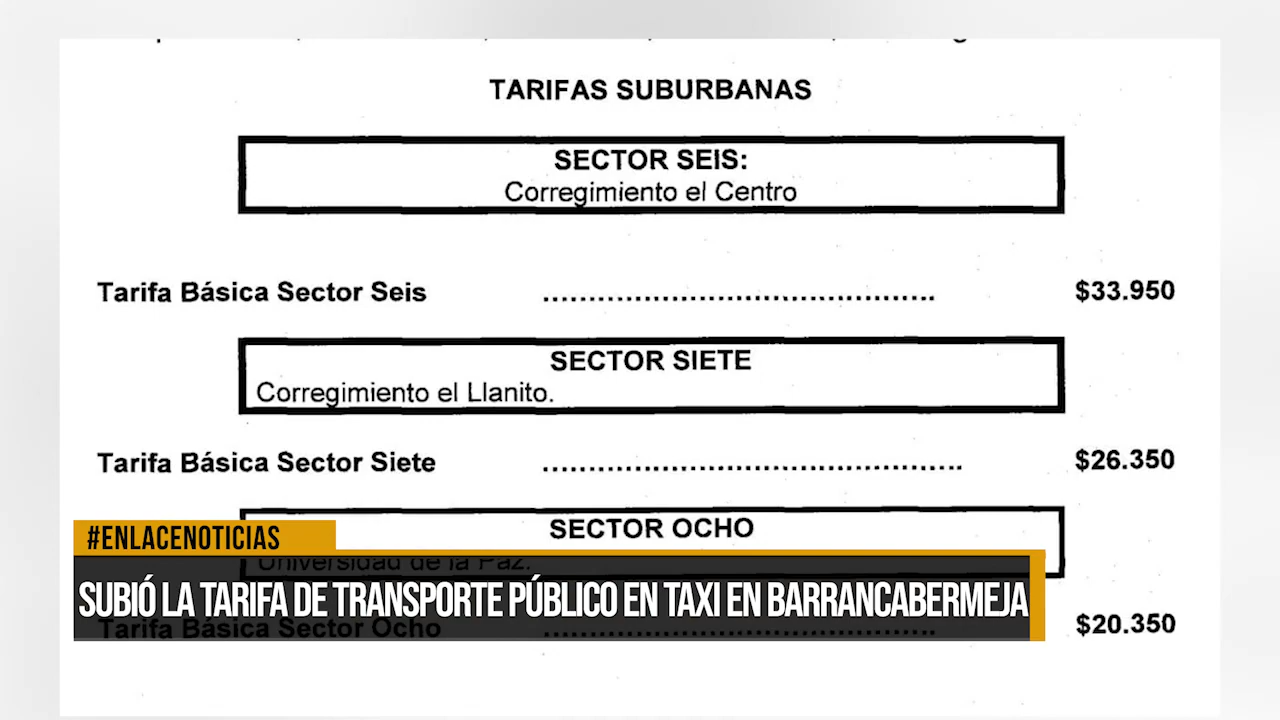 TARIFAS SUBURBANAS
SECTOR SEIS:
Corregimiento el Centro
Tarifa Básica Sector Seis ........................................ $33.950
SECTOR SIETE
Corregimiento el Llanito.
Tarifa Básica Sector Siete ........................................... $26.350
SECTOR OCHO
Universidad de la Paz.
Tarifa Básica Sector Ocho ........................................ $20.350
#ENLACENOTICIAS
SUBIÓ LA TARIFA DE TRANSPORTE PÚBLICO EN TAXI EN BARRANCABERMEJA